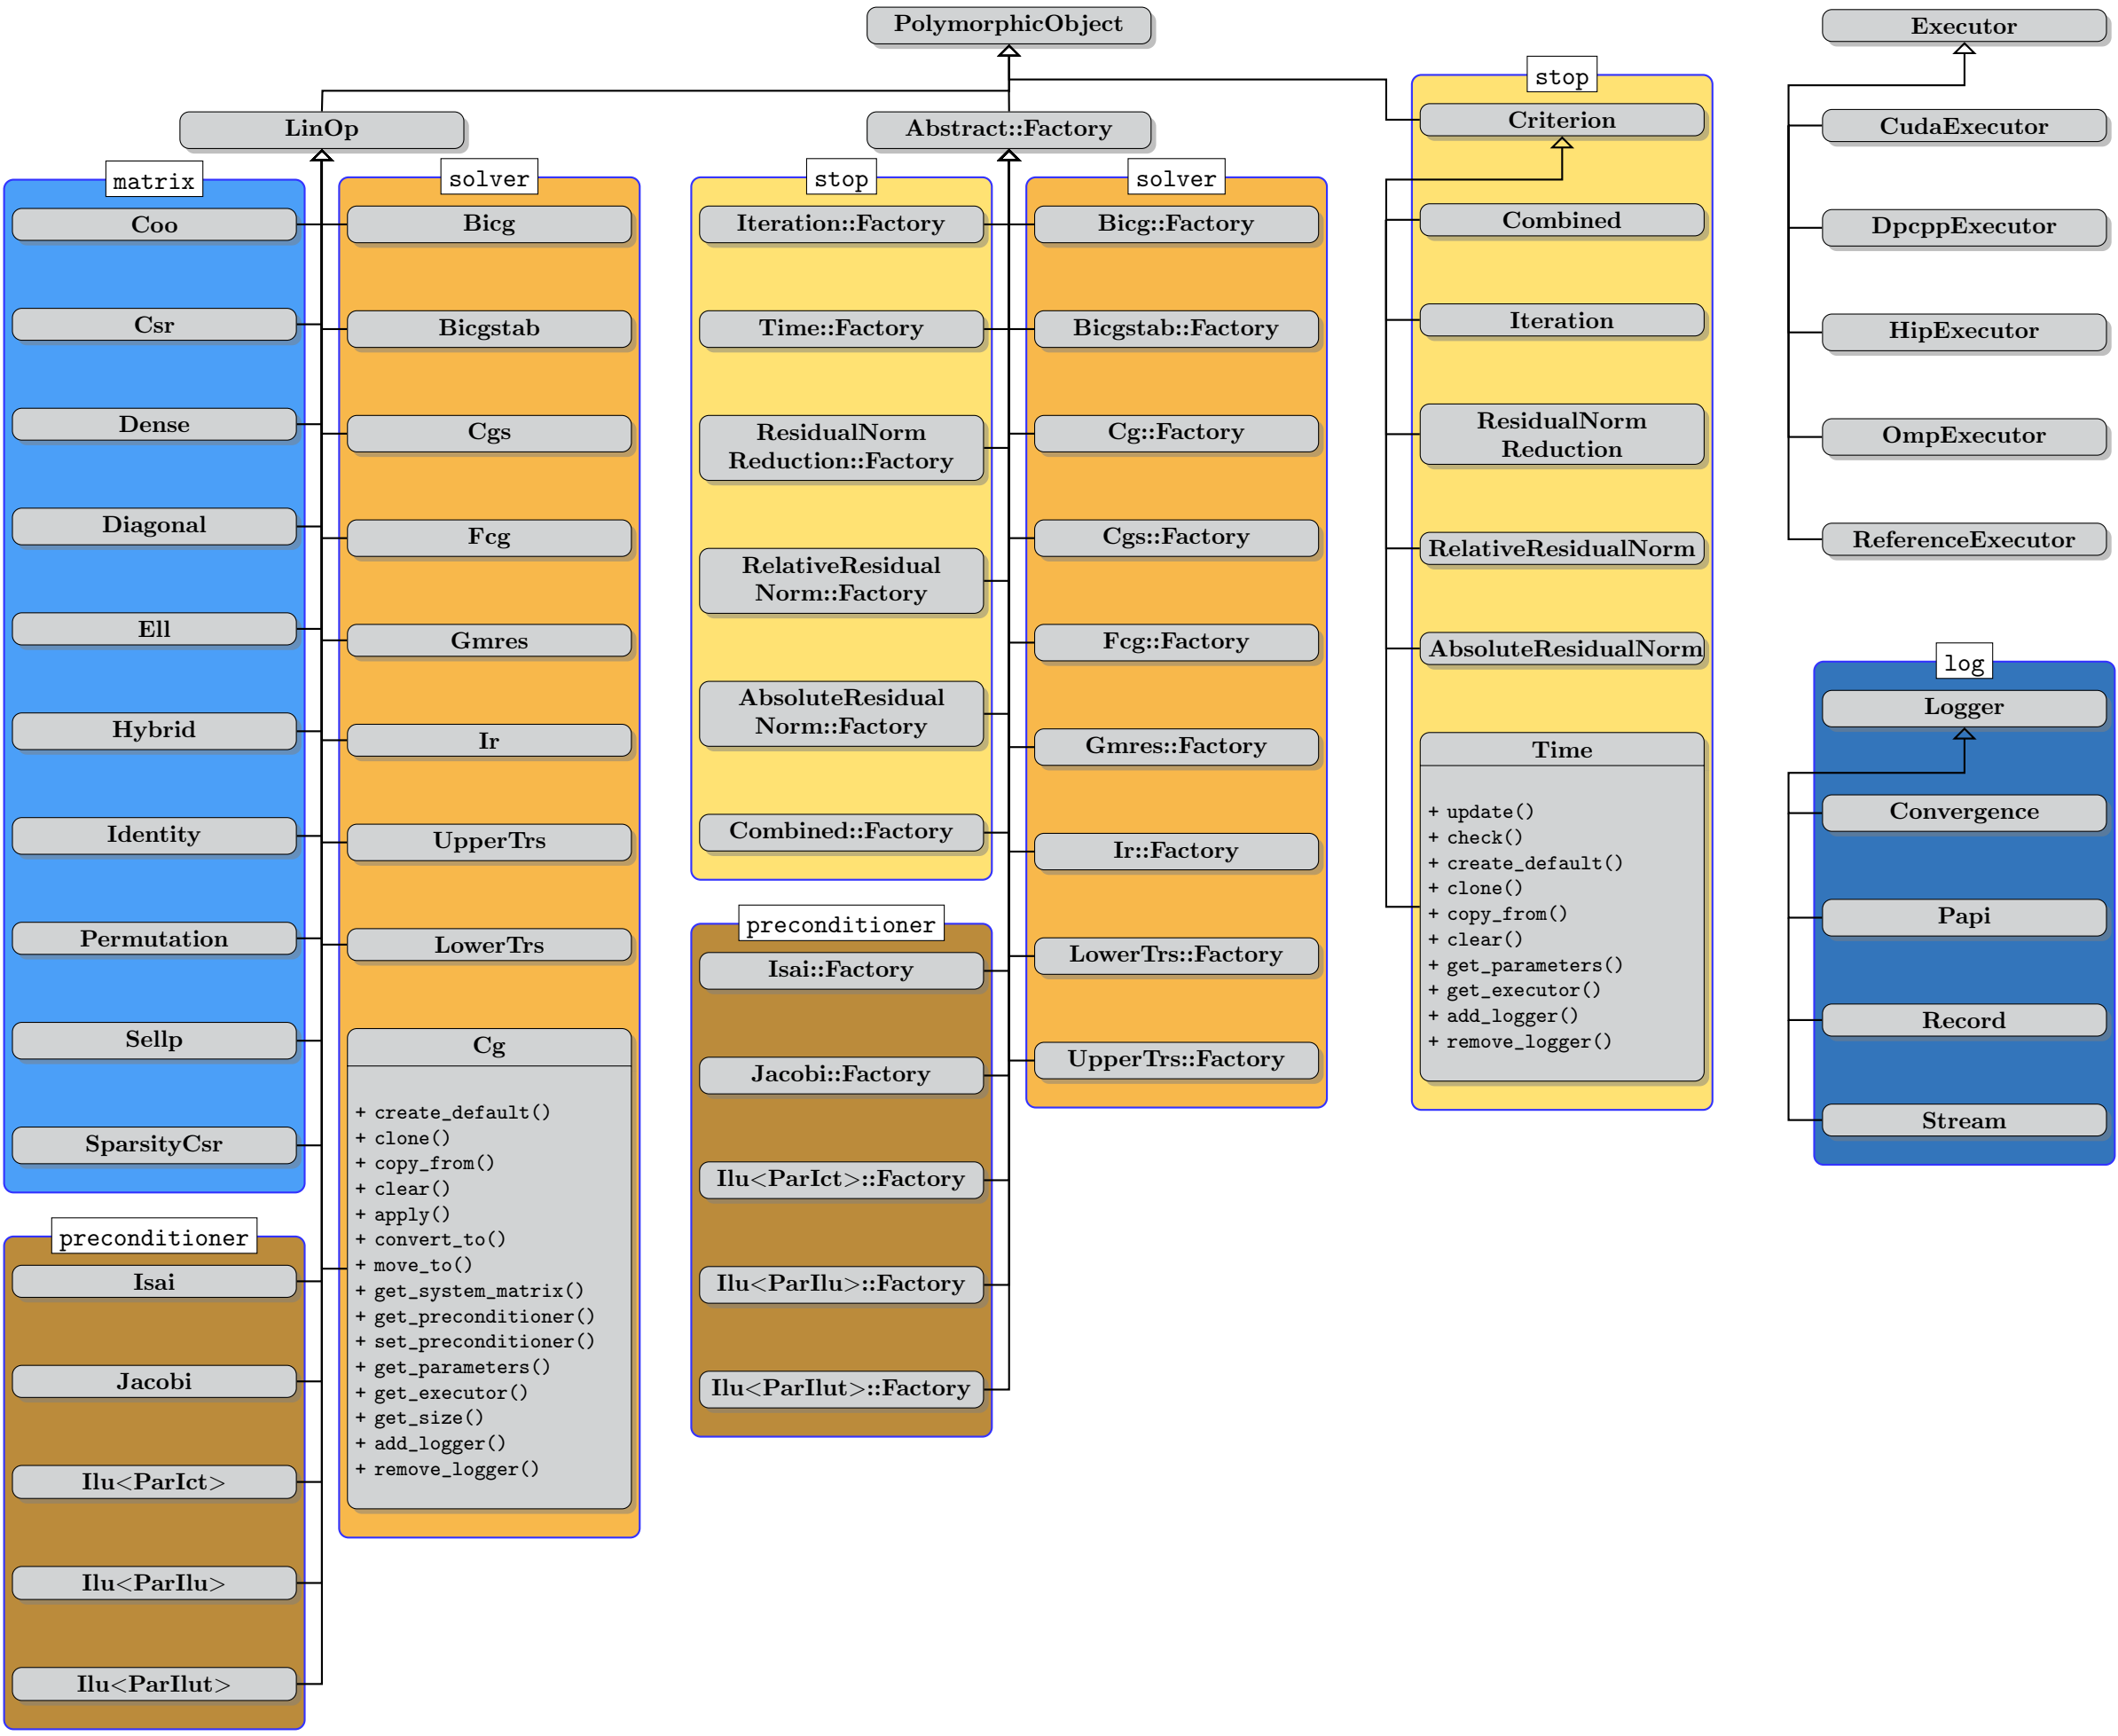 PolymorphicObject
LinOp
Abstract::Factory
matrix
Coo
Csr
Dense
Diagonal
Ell
Hybrid
Identity
Permutation
Sellp
SparsityCsr
preconditioner
Isai
Jacobi
Ilu<ParIct>
Ilu<ParIlu>
Ilu<ParIlut>
solver
Bicg
Bicgstab
Cgs
Fcg
Gmres
Ir
UpperTrs
LowerTrs
Cg
+ create_default()
+ clone()
+ copy_from()
+ clear()
+ apply()
+ convert_to()
+ move_to()
+ get_system_matrix()
+ get_preconditioner()
+ set_preconditioner()
+ get_parameters()
+ get_executor()
+ get_size()
+ add_logger()
+ remove_logger()
stop
Iteration::Factory
Time::Factory
ResidualNorm
Reduction::Factory
RelativeResidual
Norm::Factory
AbsoluteResidual
Norm::Factory
Combined::Factory
preconditioner
Isai::Factory
Jacobi::Factory
Ilu<ParIct>::Factory
Ilu<ParIlu>::Factory
Ilu<ParIlut>::Factory
solver
Bicg::Factory
Bicgstab::Factory
Cg::Factory
Cgs::Factory
Fcg::Factory
Gmres::Factory
Ir::Factory
LowerTrs::Factory
UpperTrs::Factory
stop
Criterion
Combined
Iteration
ResidualNorm
Reduction
RelativeResidualNorm
AbsoluteResidualNorm
Time
+ update()
+ check()
+ create_default()
+ clone()
+ copy_from()
+ clear()
+ get_parameters()
+ get_executor()
+ add_logger()
+ remove_logger()
Executor
CudaExecutor
DpcppExecutor
HipExecutor
OmpExecutor
ReferenceExecutor
log
Logger
Convergence
Papi
Record
Stream